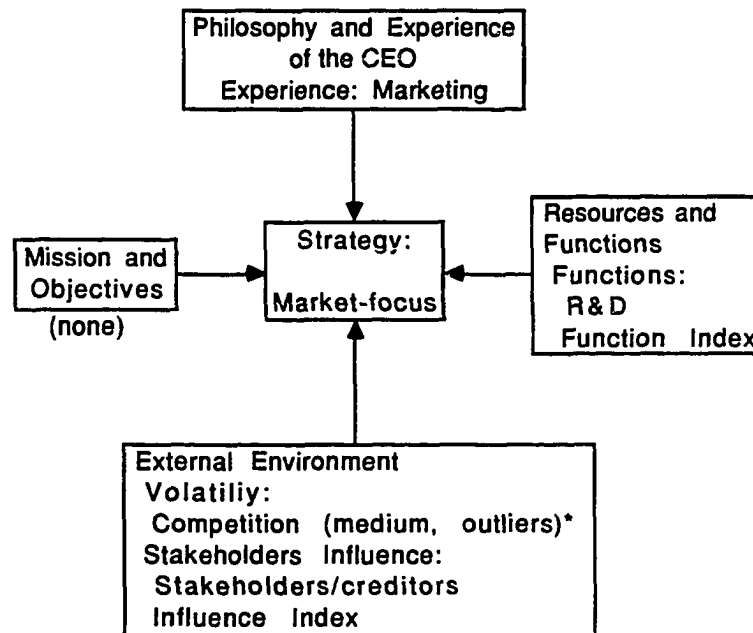 Philosophy and Experience
of the CEO
Experience: Marketing
Strategy:
Market-focus
Mission and
Objectives
(none)
Resources and
Functions
Functions:
R&D
Function Index
External Environment
Volatiliy:
Competition (medium, outliers)*
Stakeholders Influence:
Stakeholders/creditors
Influence Index